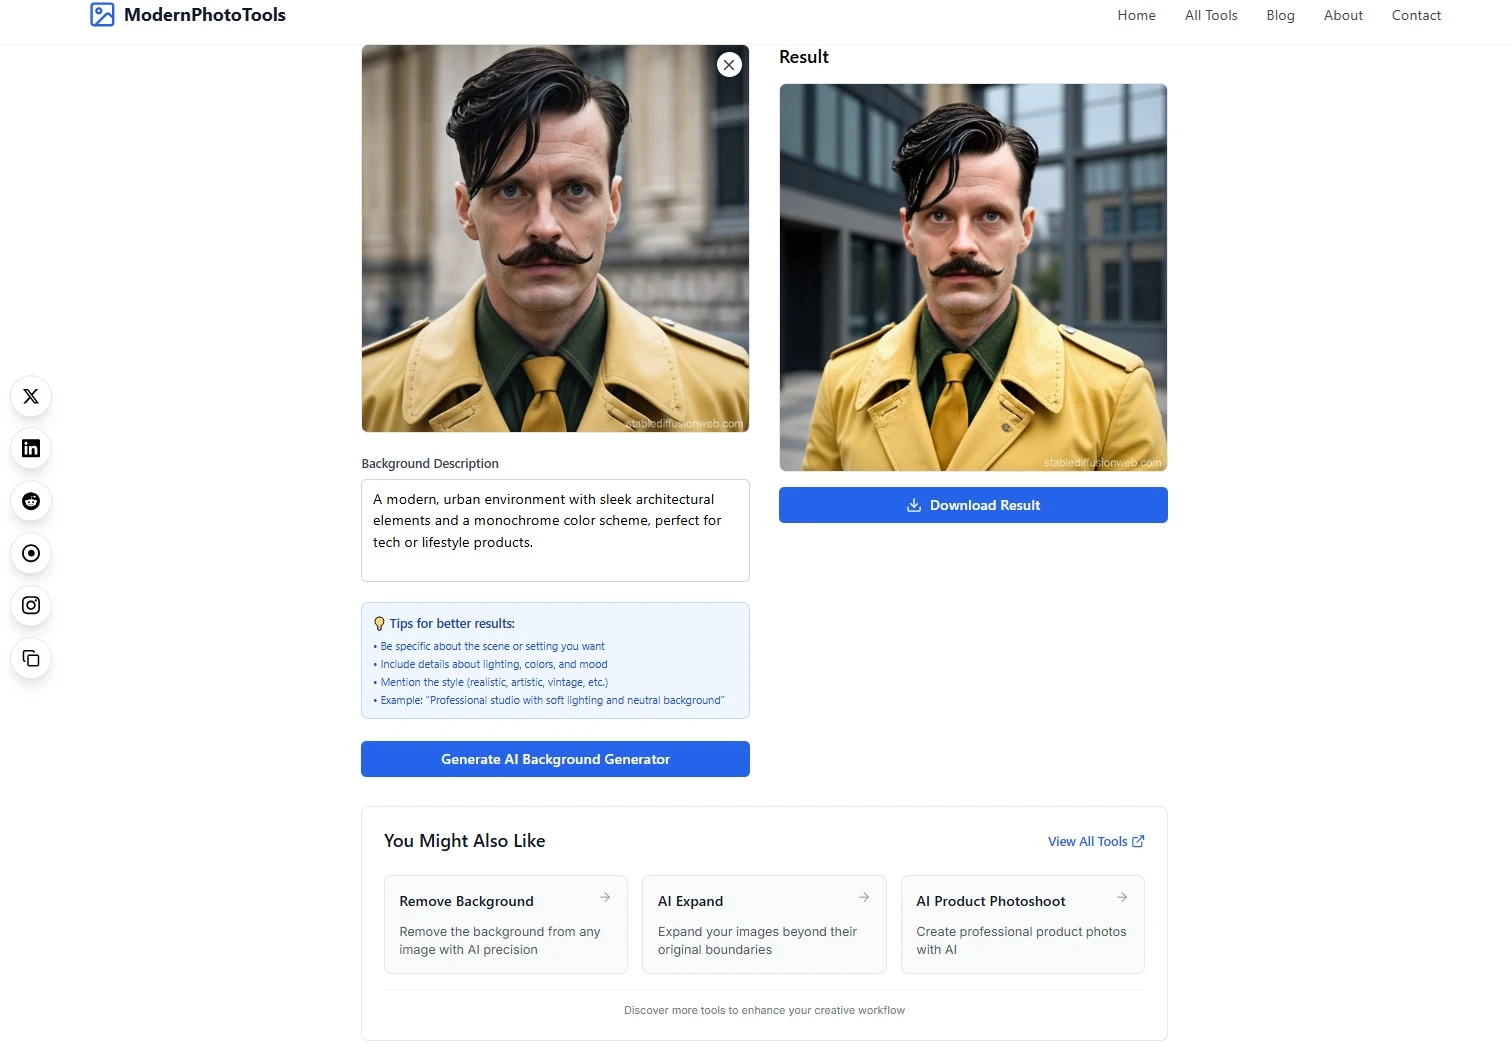 ModernPhotoTools
Home
All Tools
Blog
About
Contact
stablediffusionweb.com
Background Description
A modern, urban environment with sleek architectural
elements and a monochrome color scheme, perfect for
tech or lifestyle products.
Tips for better results:
• Be specific about the scene or setting you want
• Include details about lighting, colors, and mood
• Mention the style (realistic, artistic, vintage, etc.)
• Example: "Professional studio with soft lighting and neutral background"
Generate AI Background Generator
Result
stablediffusionweb.com
Download Result
You Might Also Like
View All Tools
Remove Background
Remove the background from any
image with AI precision
AI Expand
Expand your images beyond their
original boundaries
AI Product Photoshoot
Create professional product photos
with AI
Discover more tools to enhance your creative workflow